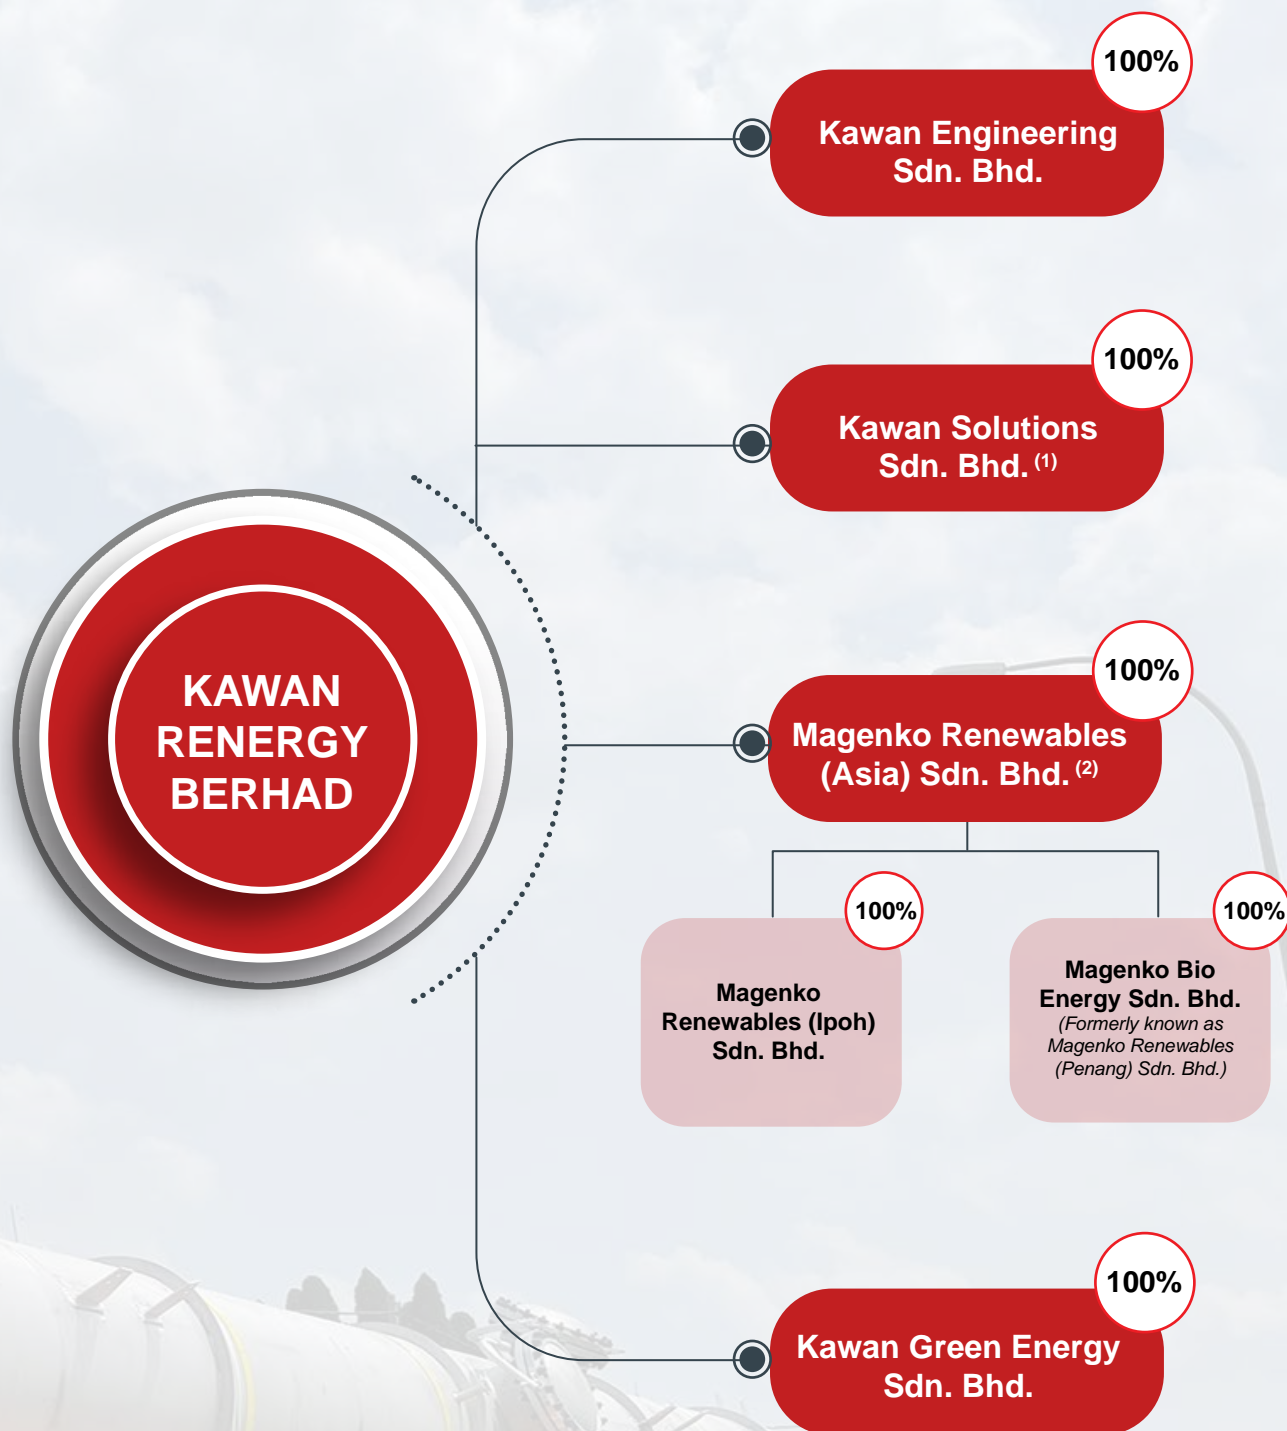 100%
Kawan Engineering
Sdn. Bhd.
100%
Kawan Solutions
Sdn. Bhd. (1)
KAWAN
RENERGY
BERHAD
100%
Magenko Renewables
(Asia) Sdn. Bhd. (2)
100%
Magenko
Renewables (Ipoh)
Sdn. Bhd.
100%
Magenko Bio
Energy Sdn. Bhd.
(Formerly known as
Magenko Renewables
(Penang) Sdn. Bhd.)
100%
Kawan Green Energy
Sdn. Bhd.